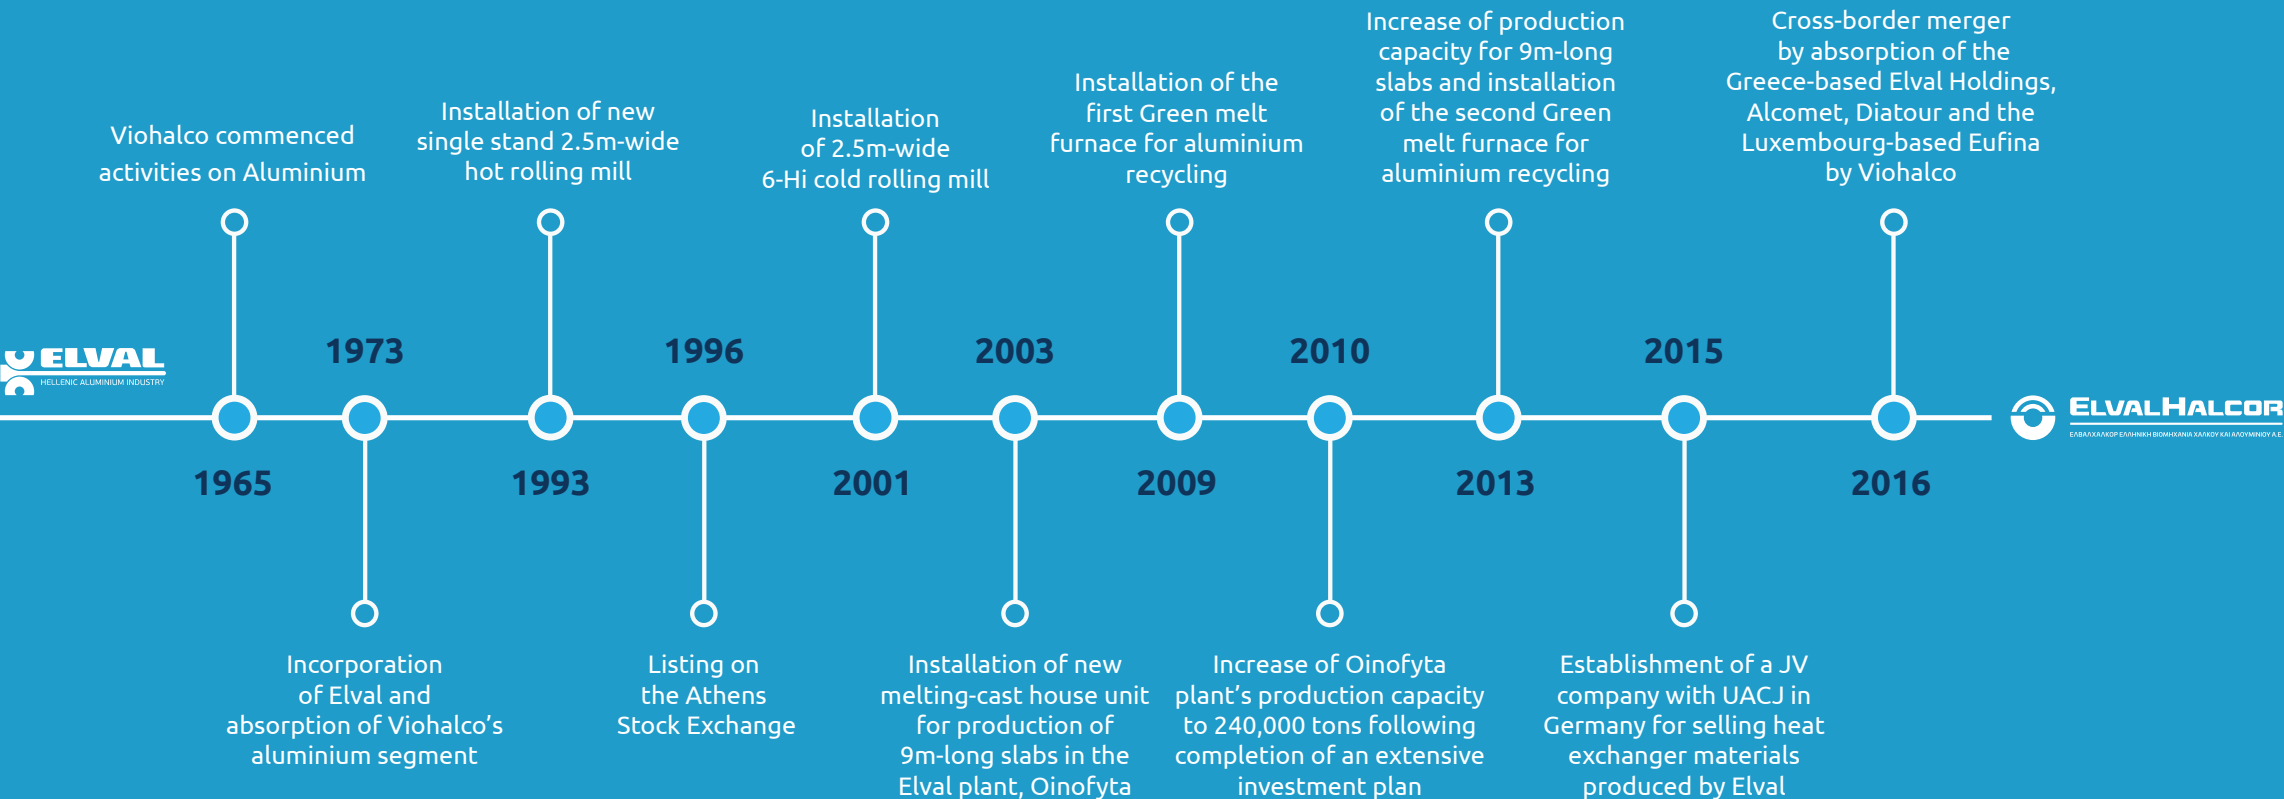 Viohalco commenced
activities on Aluminium
Installation of new
single stand 2.5m-wide
hot rolling mill
Installation
of 2.5m-wide
6-Hi cold rolling mill
Installation of the
first Green melt
furnace for aluminium
recycling
Increase of production
capacity for 9m-long
slabs and installation
of the second Green
melt furnace for
aluminium recycling
Cross-border merger
by absorption of the
Greece-based Elval Holdings,
Alcomet, Diatour and the
Luxembourg-based Eufina
by Viohalco
ELVAL
HELLENIC ALUMINIUM INDUSTRY
1973
1996
2003
2010
2015
ELVALHALCOR
ΕΛΒΑΛΧΑΛΚΟΡ ΕΛΛΗΝΙΚΗ ΒΙΟΜΗΧΑΝΙΑ ΧΑΛΚΟΥ ΚΑΙ ΑΛΟΥΜΙΝΙΟΥ Α.Ε.
1965
1993
2001
2009
2013
2016
Incorporation
of Elval and
absorption of Viohalco’s
aluminium segment
Listing on
the Athens
Stock Exchange
Installation of new
melting-cast house unit
for production of
9m-long slabs in the
Elval plant, Oinofyta
Increase of Oinofyta
plant’s production capacity
to 240,000 tons following
completion of an extensive
investment plan
Establishment of a JV
company with UACJ in
Germany for selling heat
exchanger materials
produced by Elval